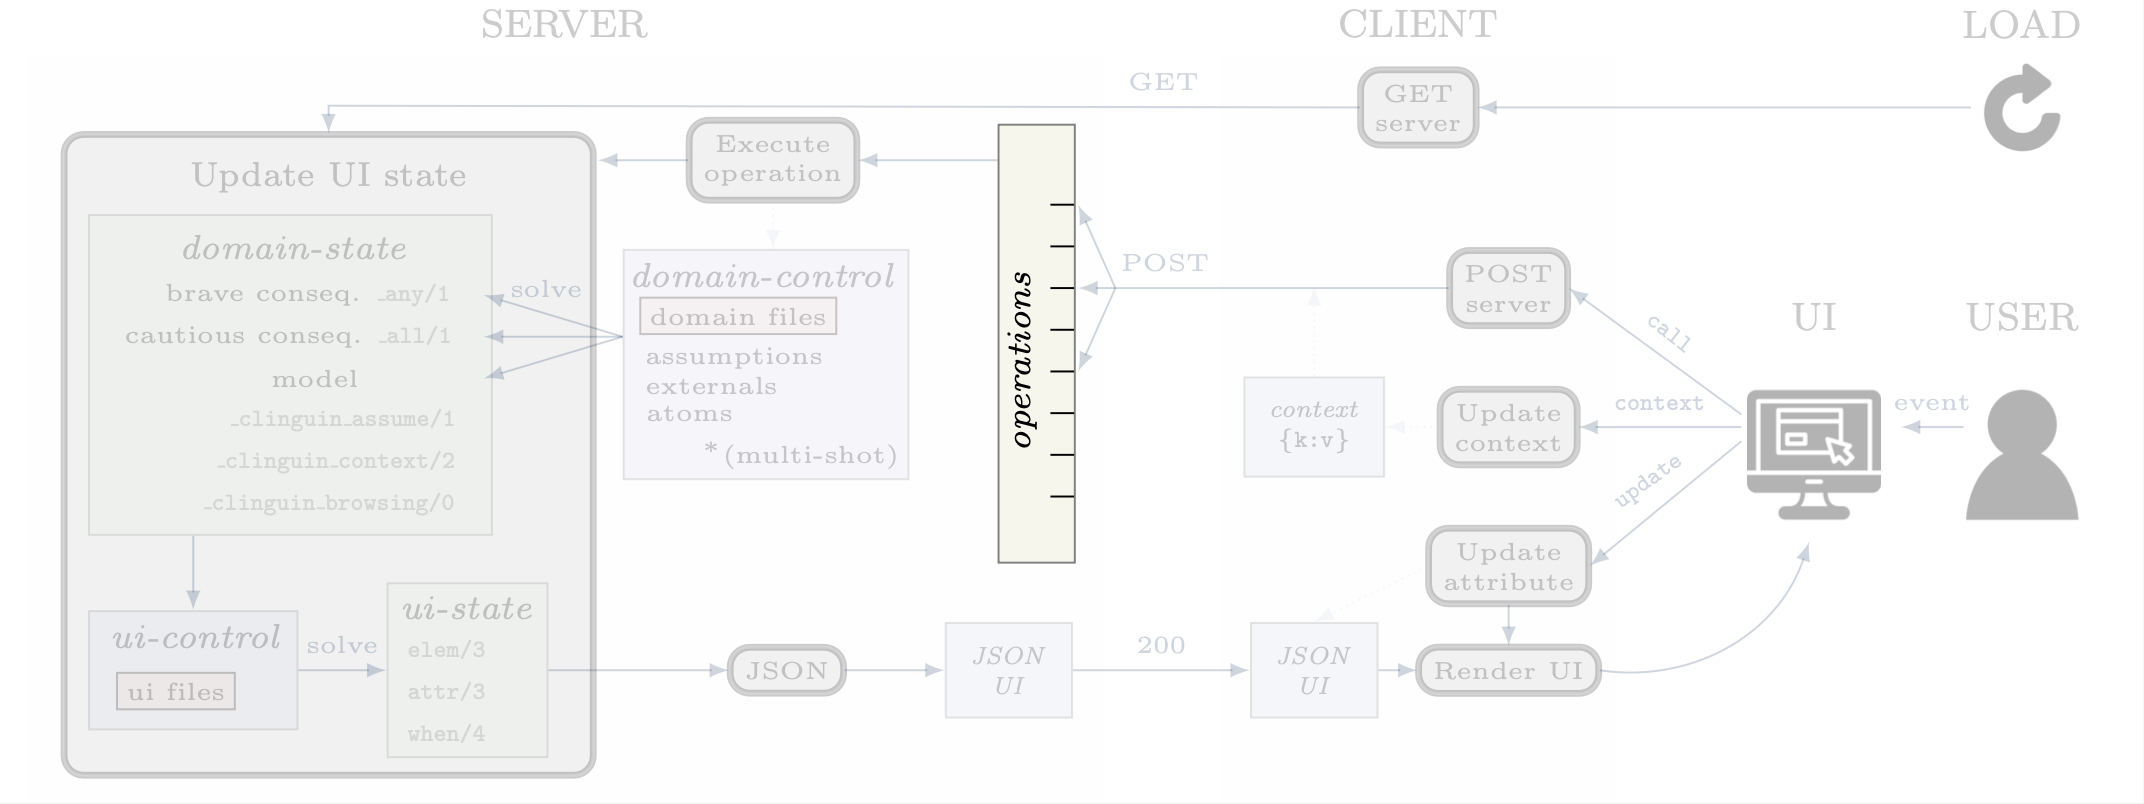 SERVER
CLIENT
LOAD
GET
GET
server
Execute
operation
Update UI state
domain-state
brave conseq. _any/1
cautious conseq. _all/1
model
_clinguin_assume/1
_clinguin_context/2
_clinguin_browsing/0
solve
domain-control
domain files
assumptions
externals
atoms
*(multi-shot)
operations
POST
POST
server
call
UI
USER
context
{k:v}
Update
context
context
event
update
Update
attribute
ui-control
ui files
solve
ui-state
elem/3
attr/3
when/4
JSON
JSON
UI
200
JSON
UI
Render UI